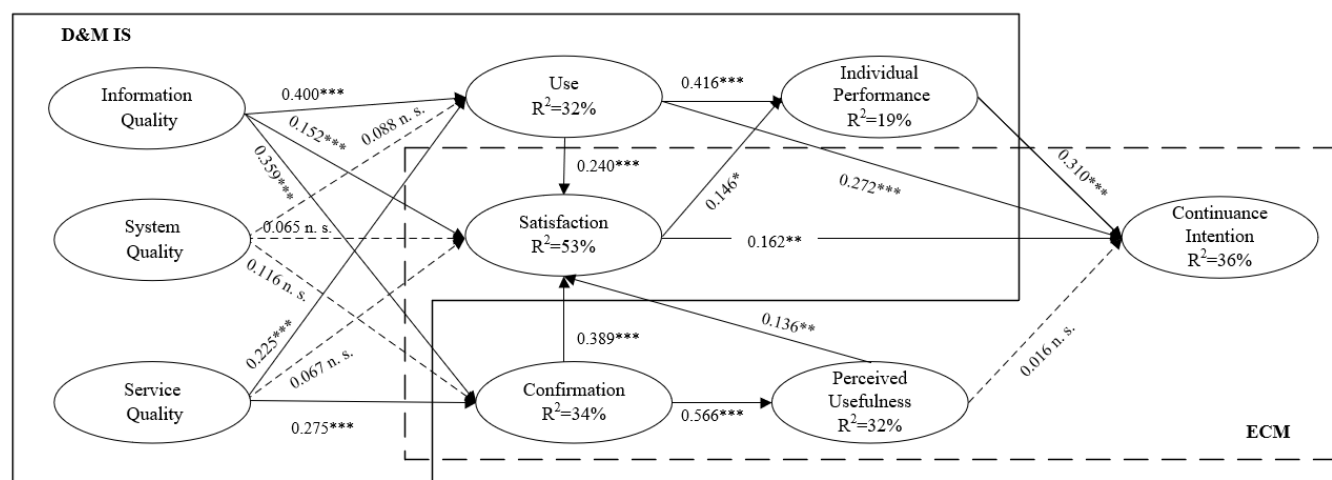 D&M IS
Information
Quality
0.400***
0.152***
0.359***
Use
R²=32%
0.088 n. s.
0.416***
Individual
Performance
R²=19%
0.240***
0.146*
0.272***
0.310***
System
Quality
0.065 n. s.
0.116 n. s.
Satisfaction
R²=53%
0.162**
Continuance
Intention
R²=36%
0.225***
0.067 n. s.
0.389***
0.136**
0.016 n. s.
Service
Quality
0.275***
Confirmation
R²=34%
0.566***
Perceived
Usefulness
R²=32%
ECM